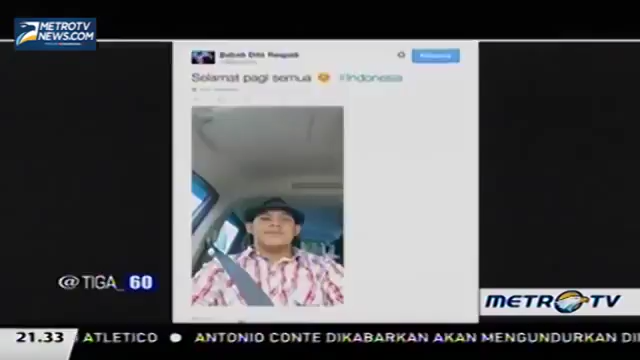 METROTV
NEWS.COM
Selamat pagi semua #Indonesia
@TIGA_60
METROTV
21.33 ATLETICO ● ANTONIO CONTE DIKABARKAN AKAN MENGUNDURKAN DI